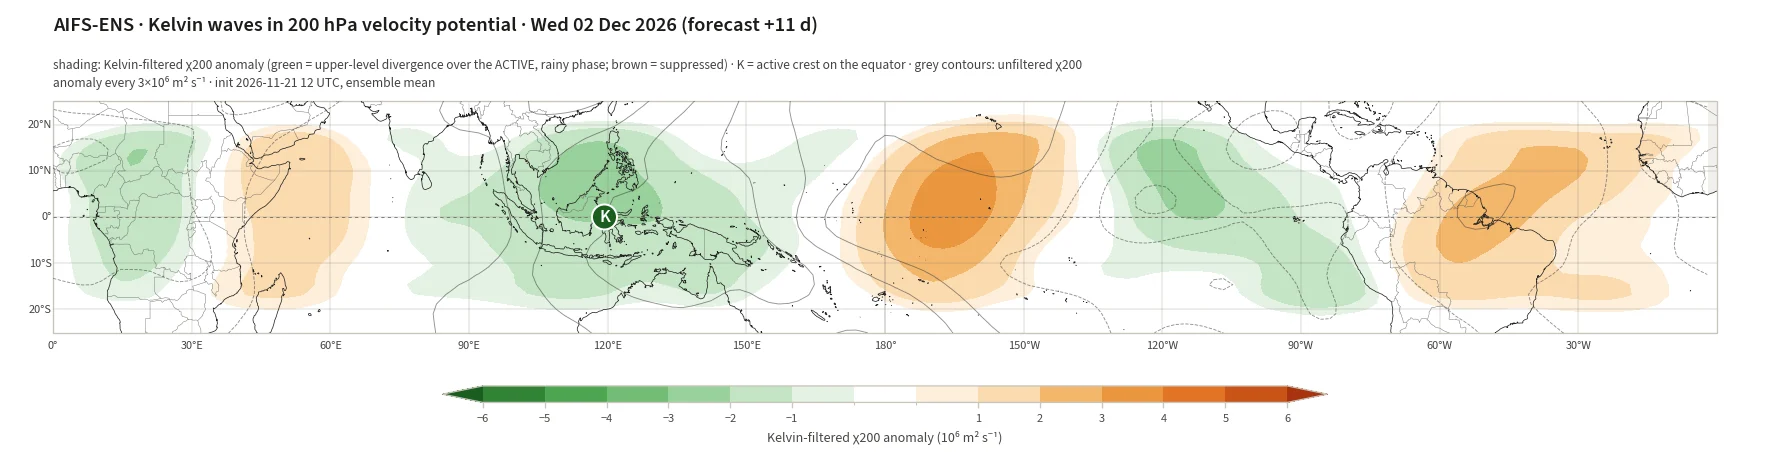 AIFS-ENS · Kelvin waves in 200 hPa velocity potential · Wed 02 Dec 2026 (forecast +11 d)
shading: Kelvin-filtered χ200 anomaly (green = upper-level divergence over the ACTIVE, rainy phase; brown = suppressed) · K = active crest on the equator · grey contours: unfiltered χ200
anomaly every 3×10⁶ m² s⁻¹ · init 2026-11-21 12 UTC, ensemble mean
20°N
10°N
0°
10°S
20°S
K
0° 30°E 60°E 90°E 120°E 150°E 180° 150°W 120°W 90°W 60°W 30°W
−6 −5 −4 −3 −2 −1 1 2 3 4 5 6
Kelvin-filtered χ200 anomaly (10⁶ m² s⁻¹)